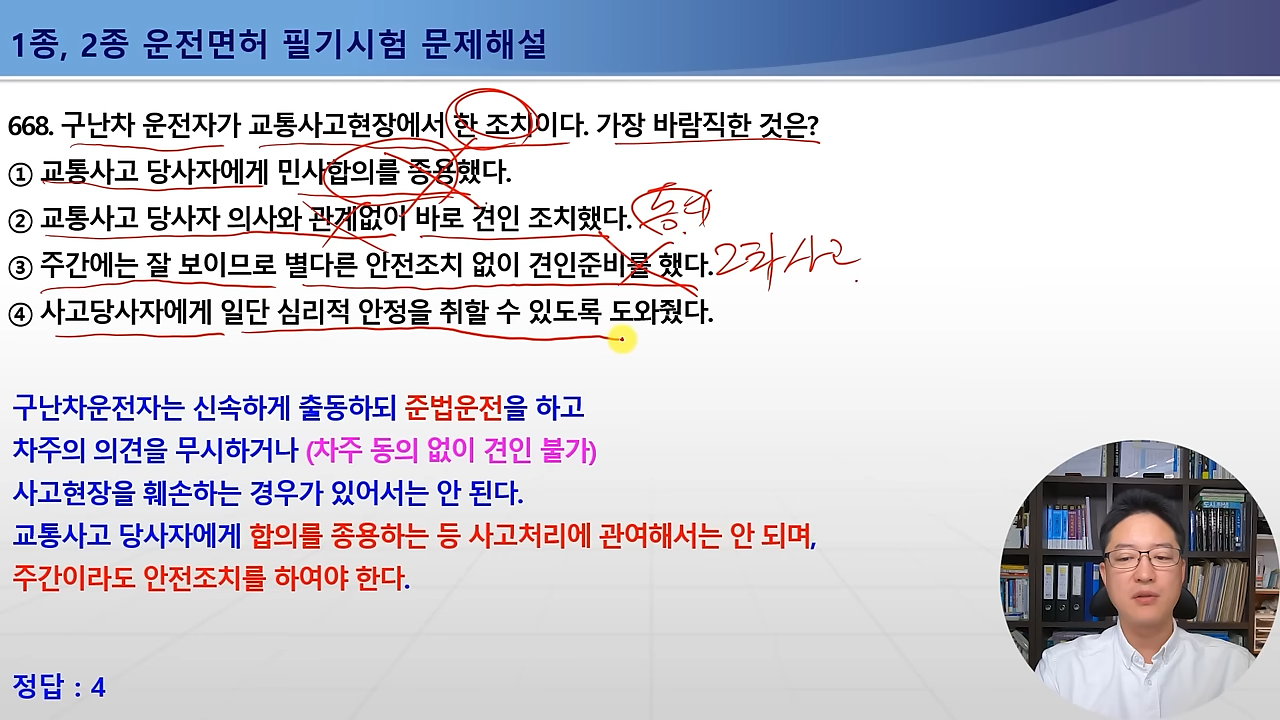 1종, 2종 운전면허 필기시험 문제해설
668. 구난차 운전자가 교통사고현장에서 한 조치이다. 가장 바람직한 것은?
① 교통사고 당사자에게 민사합의를 종용했다.
② 교통사고 당사자 의사와 관계없이 바로 견인 조치했다. 동의
③ 주간에는 잘 보이므로 별다른 안전조치 없이 견인준비를 했다. 2차사고
④ 사고당사자에게 일단 심리적 안정을 취할 수 있도록 도와줬다.
구난차운전자는 신속하게 출동하되 준법운전을 하고
차주의 의견을 무시하거나 (차주 동의 없이 견인 불가)
사고현장을 훼손하는 경우가 있어서는 안 된다.
교통사고 당사자에게 합의를 종용하는 등 사고처리에 관여해서는 안 되며,
주간이라도 안전조치를 하여야 한다.
정답 : 4